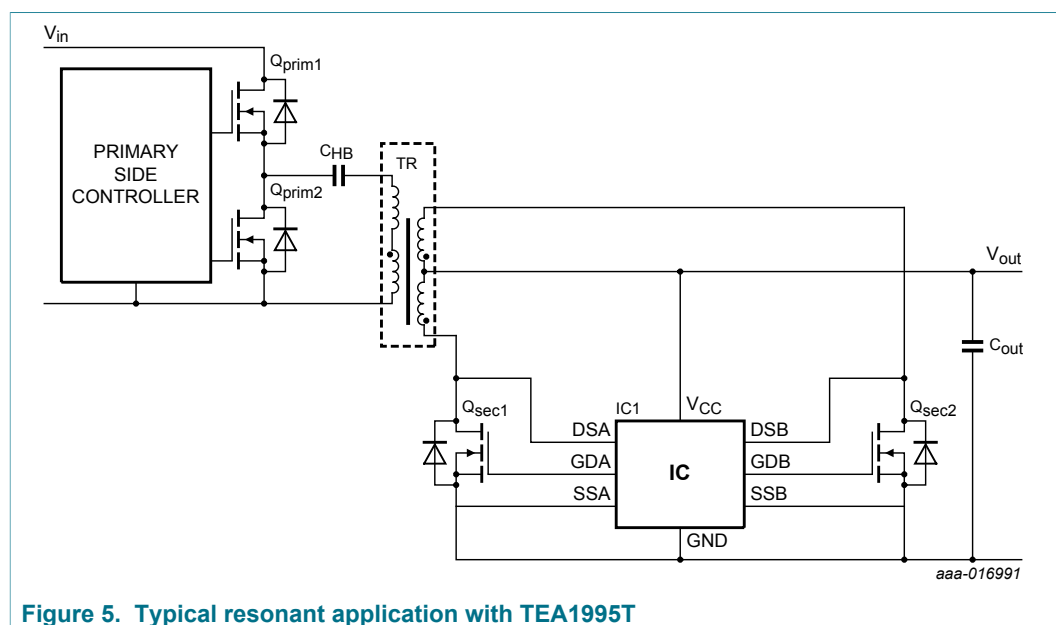 Vin
Qprim1
PRIMARY
SIDE
CONTROLLER
CHB
TR
Qprim2
Vout
Cout
Qsec1
IC1
VCC
Qsec2
DSA
DSB
GDA
IC
GDB
SSA
SSB
GND
aaa-016991
Figure 5. Typical resonant application with TEA1995T